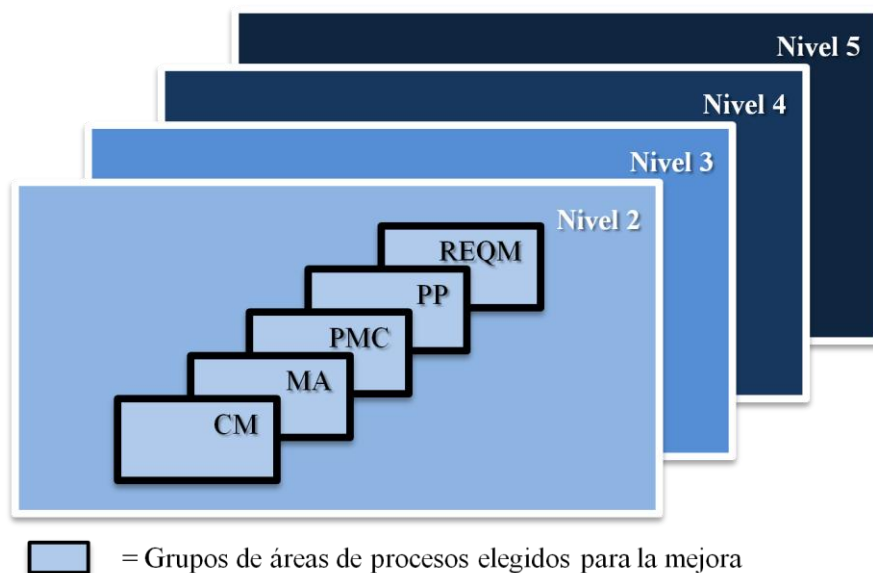 Nivel 5
Nivel 4
Nivel 3
Nivel 2
REQM
PP
PMC
MA
CM
= Grupos de áreas de procesos elegidos para la mejora